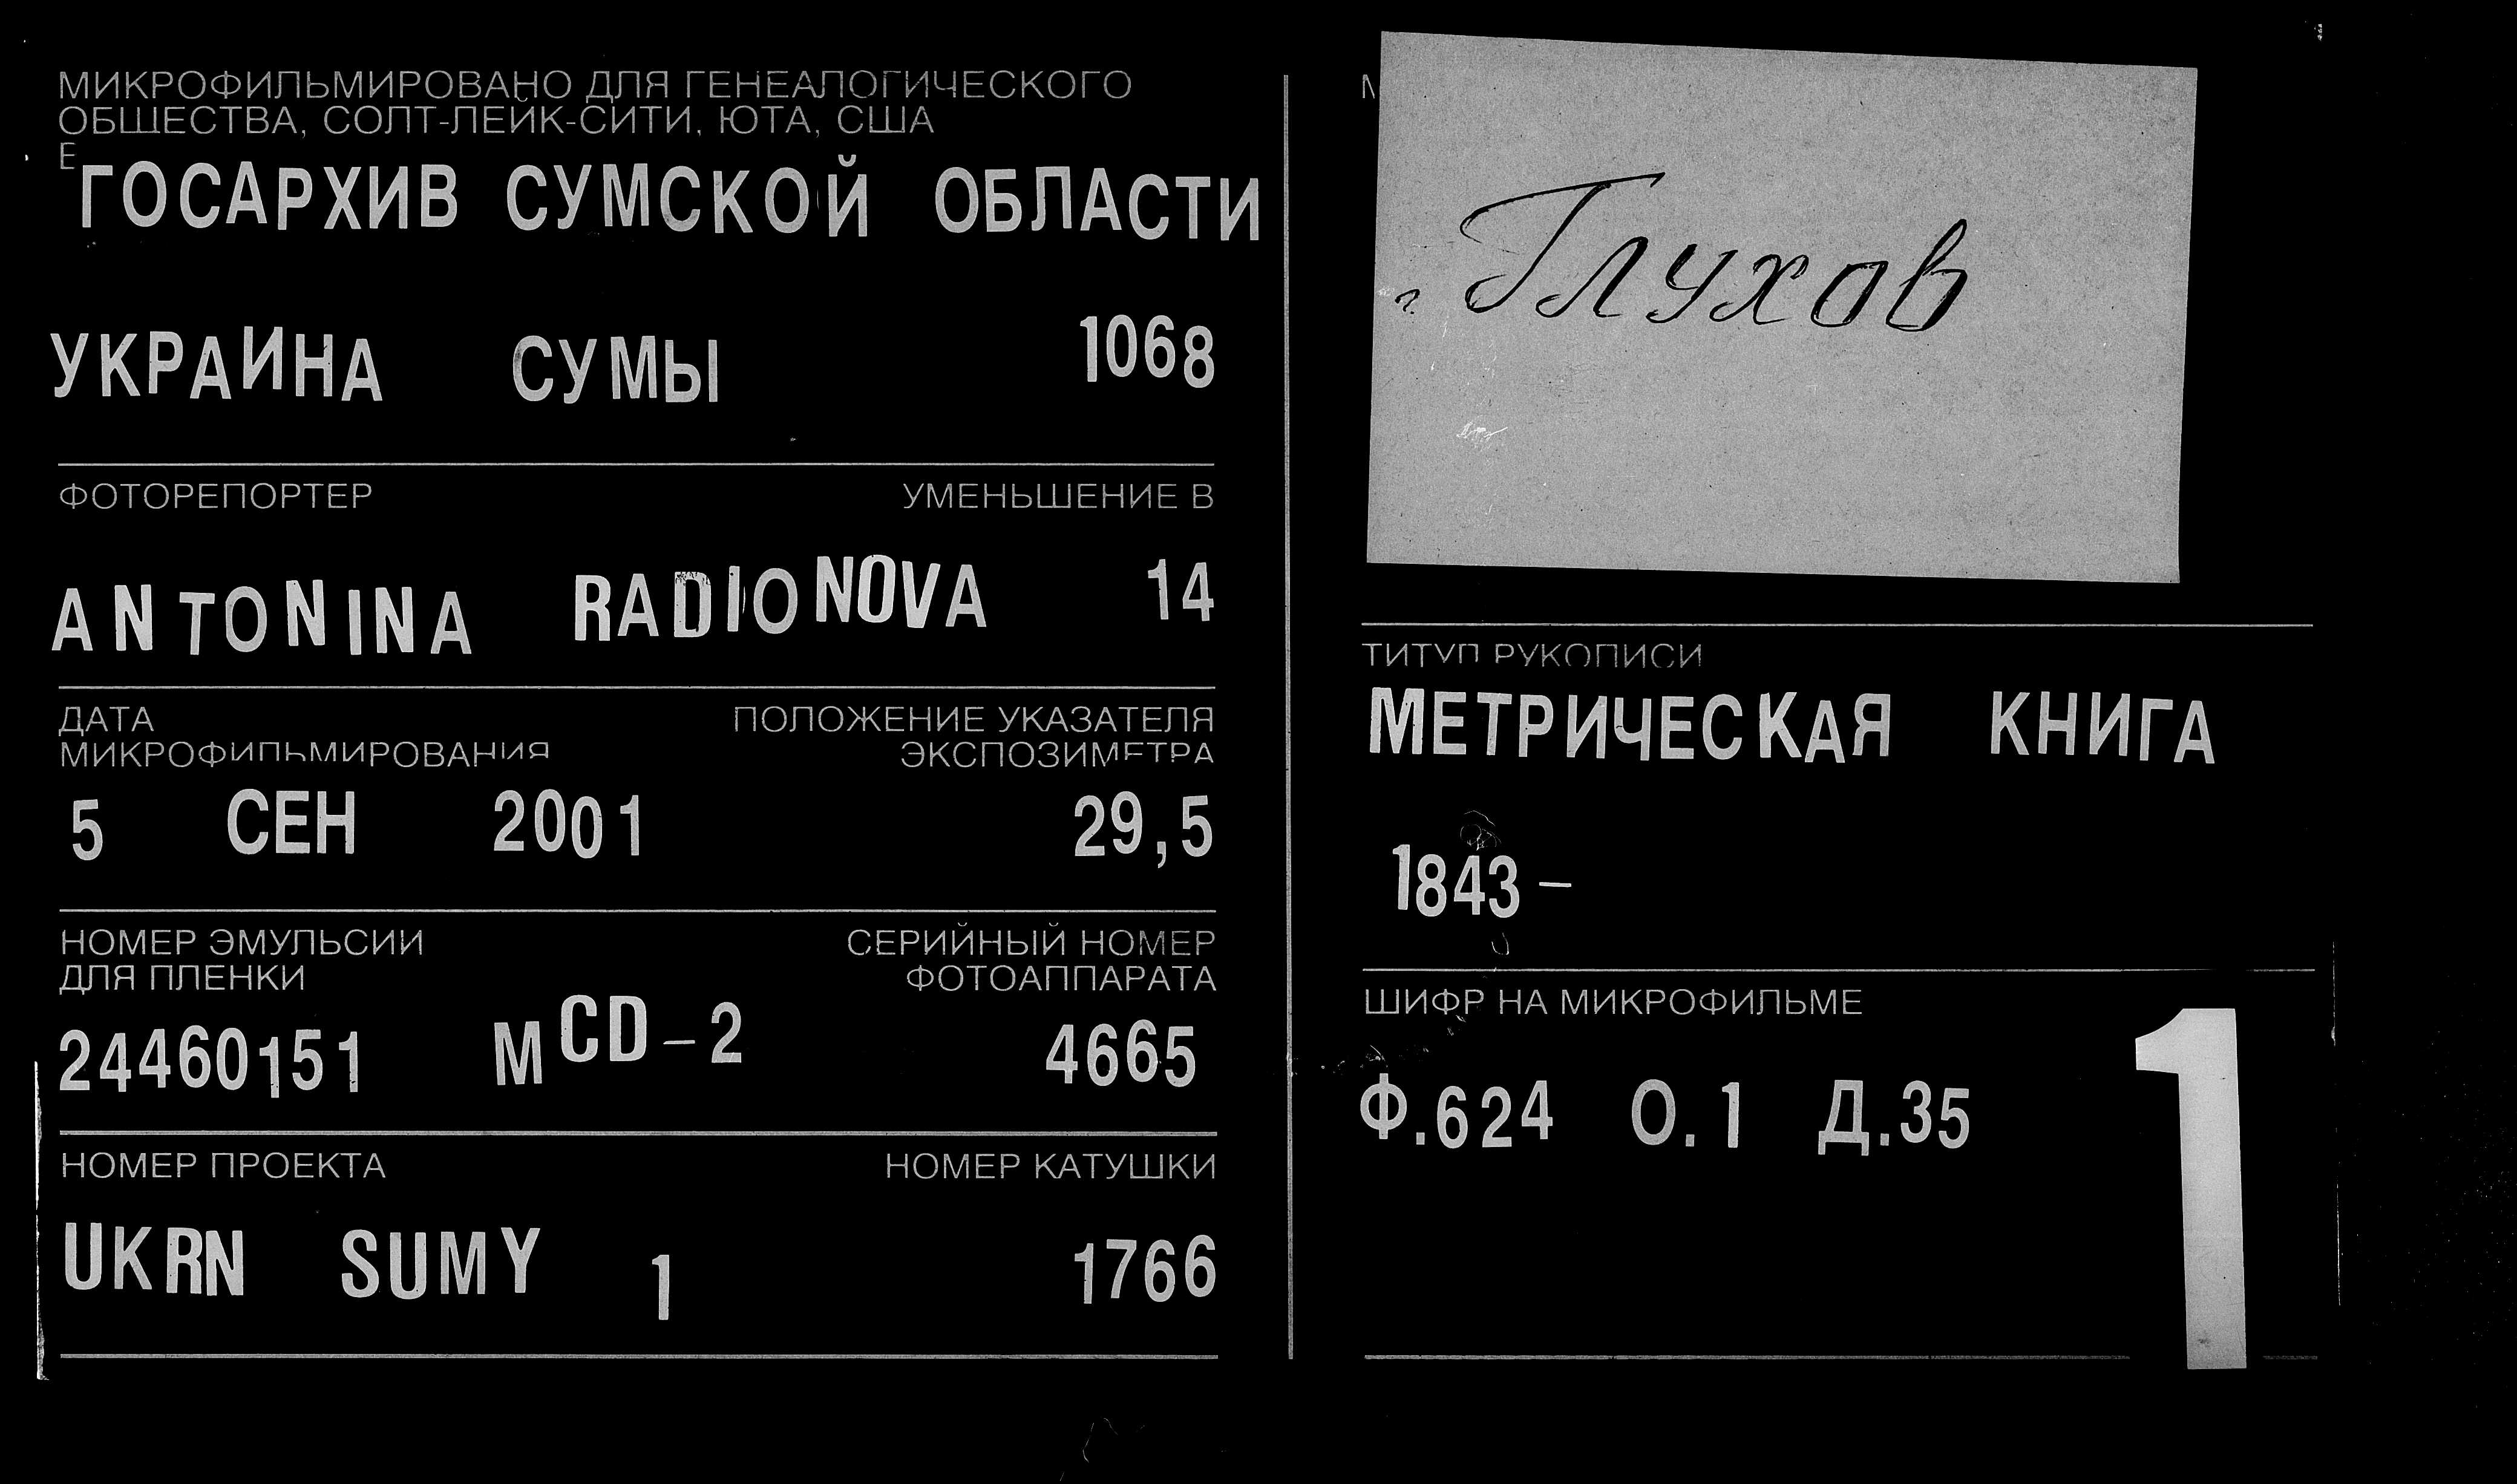 МИКРОФИЛЬМИРОВАНО ДЛЯ ГЕНЕАЛОГИЧЕСКОГО
ОБЩЕСТВА, СОЛТ-ЛЕЙК-СИТИ, ЮТА, США
Е
ГОСАРХИВ СУМСКОЙ ОБЛАСТИ
УКРАИНА СУМЫ 1068
ФОТОРЕПОРТЕР УМЕНЬШЕНИЕ В
ANTONINA RADIONOVA 14
ДАТА ПОЛОЖЕНИЕ УКАЗАТЕЛЯ
МИКРОФИЛЬМИРОВАНИЯ ЭКСПОЗИМЕТРА
5 СЕН 2001 29,5
НОМЕР ЭМУЛЬСИИ СЕРИЙНЫЙ НОМЕР
ДЛЯ ПЛЕНКИ ФОТОАППАРАТА
24460151 MCD-2 4665
НОМЕР ПРОЕКТА НОМЕР КАТУШКИ
UKRN SUMY 1 1766
г. Глухов
ТИТУЛ РУКОПИСИ
МЕТРИЧЕСКАЯ КНИГА
1843-
ШИФР НА МИКРОФИЛЬМЕ
Ф.624 О.1 Д.35
1